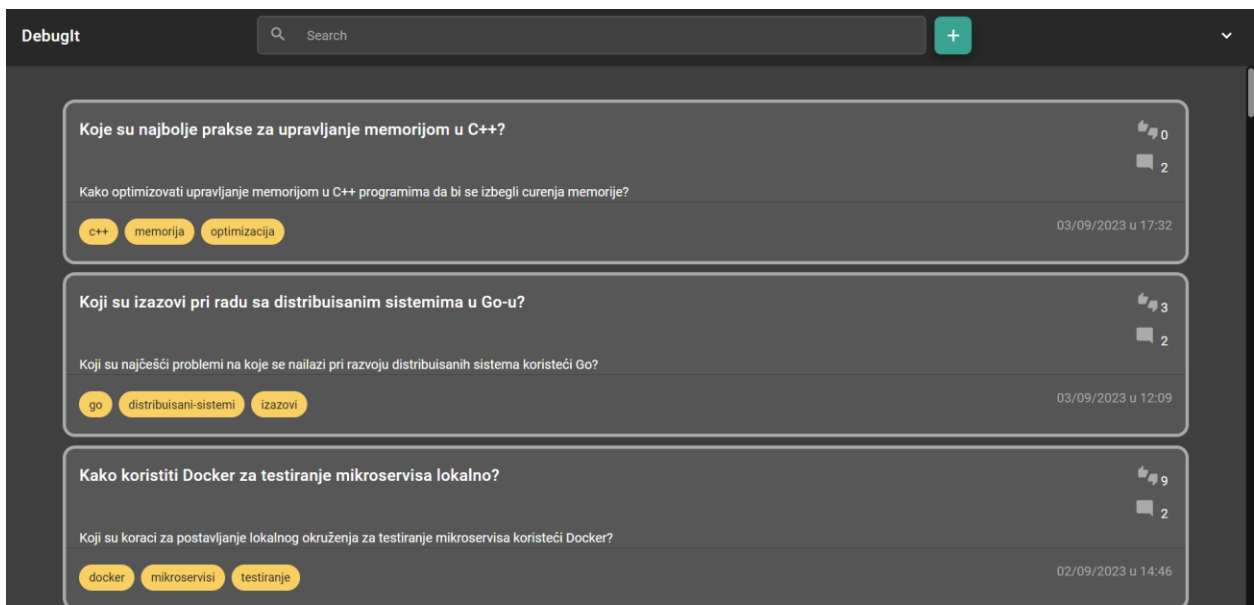 DebugIt
Search
+
Koje su najbolje prakse za upravljanje memorijom u C++?
0
2
Kako optimizovati upravljanje memorijom u C++ programima da bi se izbegli curenja memorije?
c++ memorija optimizacija
03/09/2023 u 17:32
Koji su izazovi pri radu sa distribuisanim sistemima u Go-u?
3
2
Koji su najčešći problemi na koje se nailazi pri razvoju distribuisanih sistema koristeći Go?
go distribuisani-sistemi izazovi
03/09/2023 u 12:09
Kako koristiti Docker za testiranje mikroservisa lokalno?
9
2
Koji su koraci za postavljanje lokalnog okruženja za testiranje mikroservisa koristeći Docker?
docker mikroservisi testiranje
02/09/2023 u 14:46